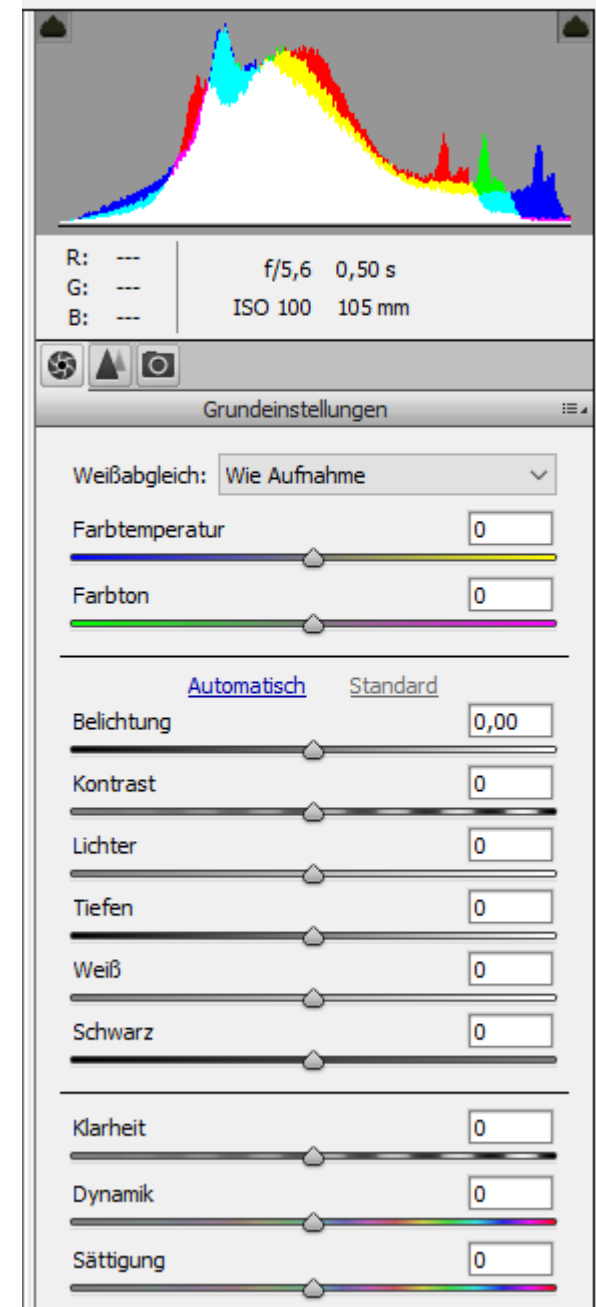 R: ---
G: ---
B: ---
f/5,6 0,50 s
ISO 100 105 mm
Grundeinstellungen
Weißabgleich: Wie Aufnahme
Farbtemperatur 0
Farbton 0
Automatisch Standard
Belichtung 0,00
Kontrast 0
Lichter 0
Tiefen 0
Weiß 0
Schwarz 0
Klarheit 0
Dynamik 0
Sättigung 0